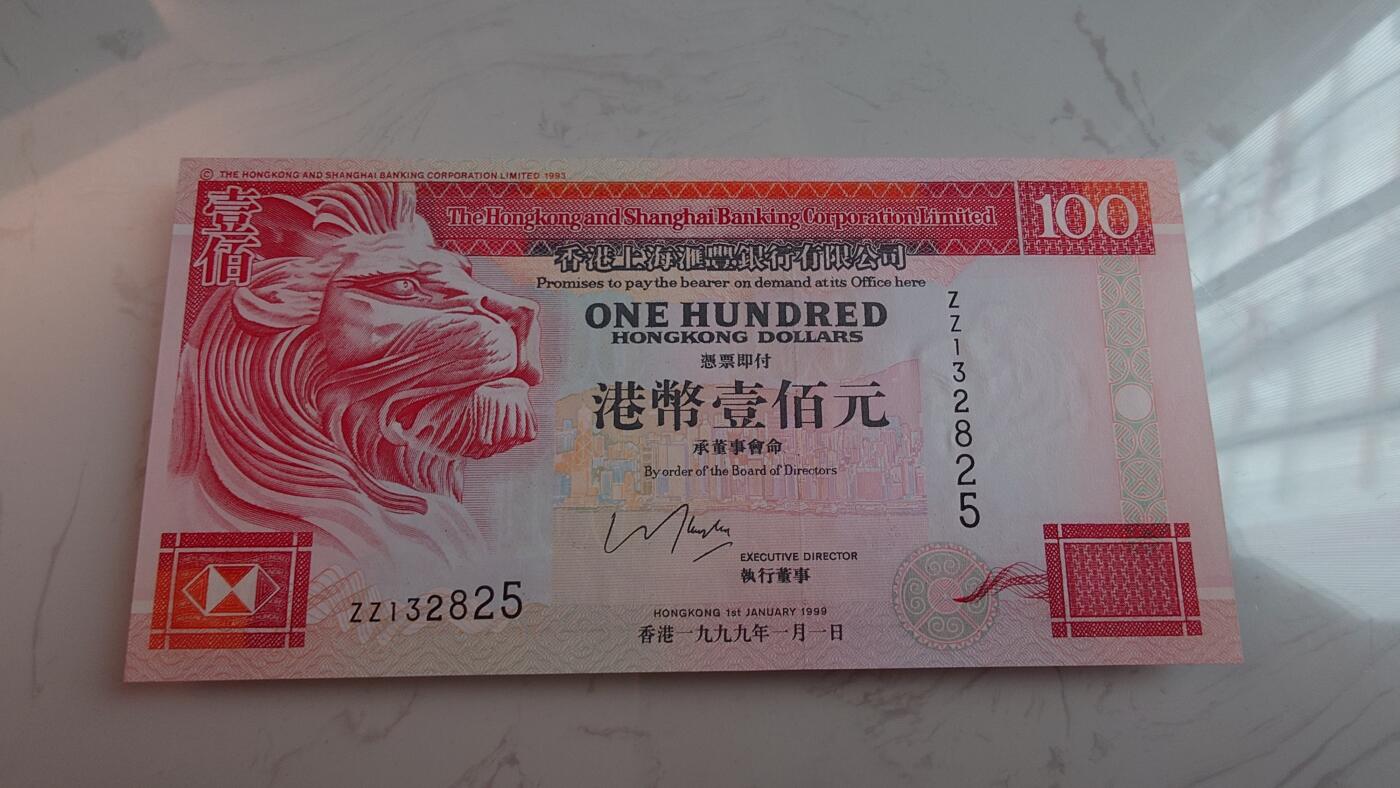 © THE HONGKONG AND SHANGHAI BANKING CORPORATION LIMITED 1993
壹佰
The Hongkong and Shanghai Banking Corporation Limited
100
香港上海滙豐銀行有限公司
Promises to pay the bearer on demand at its Office here
ONE HUNDRED
HONGKONG DOLLARS
憑票即付
港幣壹佰元
承董事會命
By order of the Board of Directors
ZZ132825
EXECUTIVE DIRECTOR
執行董事
ZZ132825
HONGKONG 1st JANUARY 1999
香港一九九九年一月一日